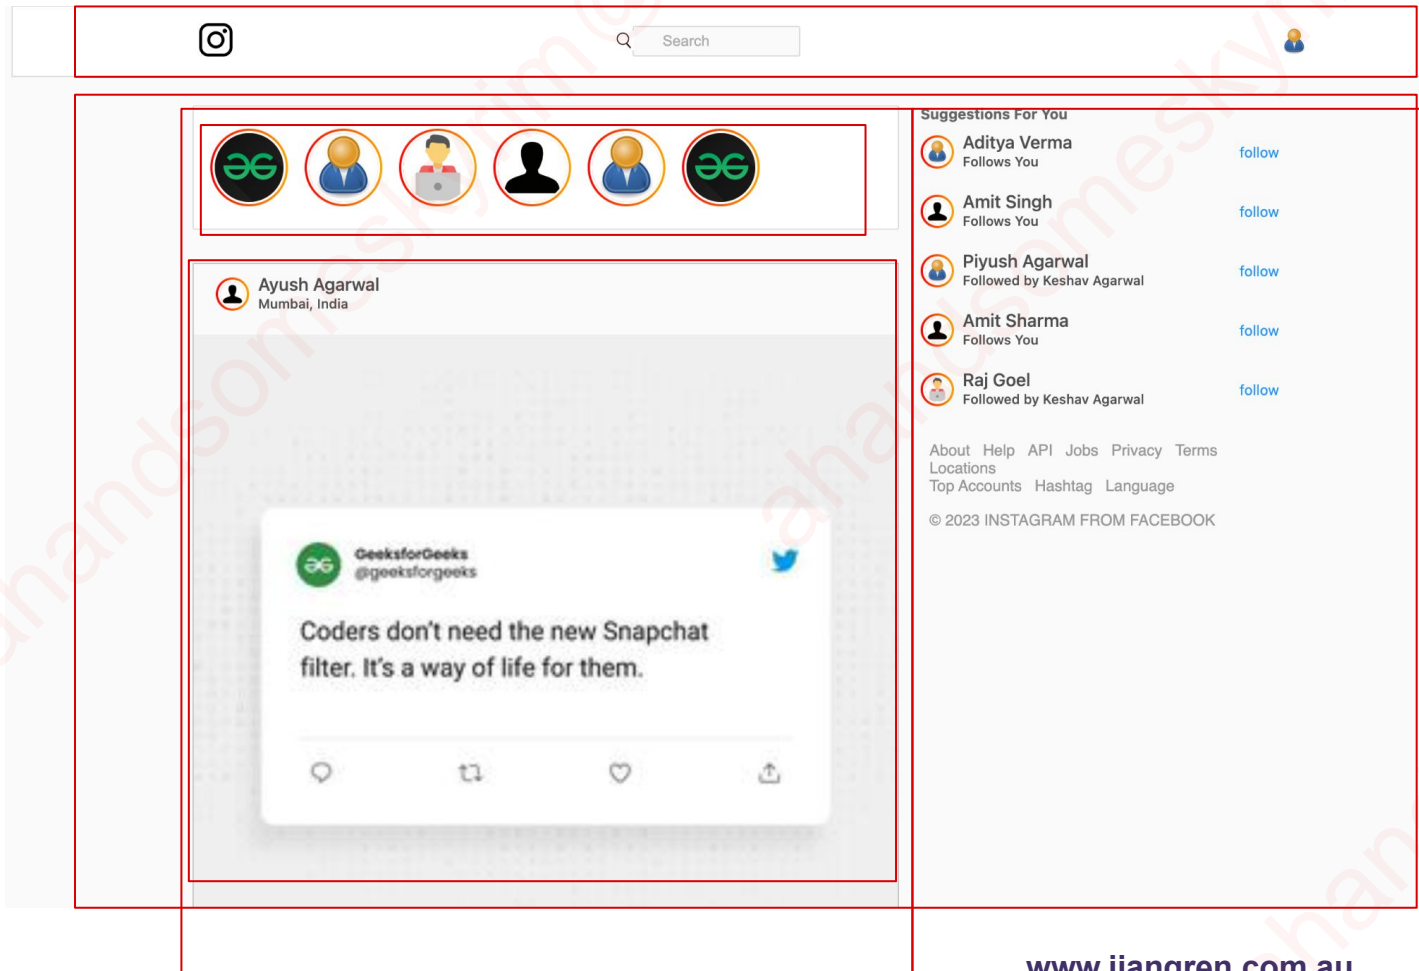 Search
Suggestions For You
Aditya Verma
Follows You
follow
Amit Singh
Follows You
follow
Piyush Agarwal
Followed by Keshav Agarwal
follow
Amit Sharma
Follows You
follow
Raj Goel
Followed by Keshav Agarwal
follow
About Help API Jobs Privacy Terms
Locations
Top Accounts Hashtag Language
© 2023 INSTAGRAM FROM FACEBOOK
Ayush Agarwal
Mumbai, India
GeeksforGeeks
@geeksforgeeks
Coders don't need the new Snapchat
filter. It's a way of life for them.
www.jiangren.com.au
ahandsomeskyrim@
ahandsomeskyrim